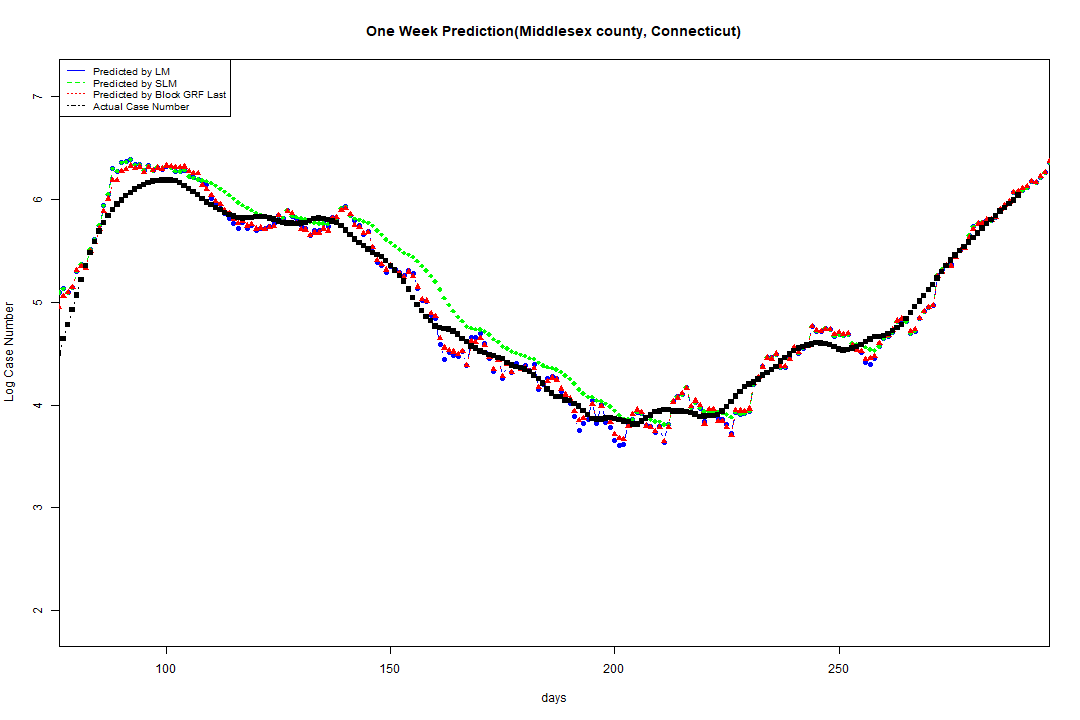 One Week Prediction(Middlesex county, Connecticut)
Predicted by LM
Predicted by SLM
Predicted by Block GRF Last
Actual Case Number
7
6
5
4
3
2
Log Case Number
100 150 200 250
days